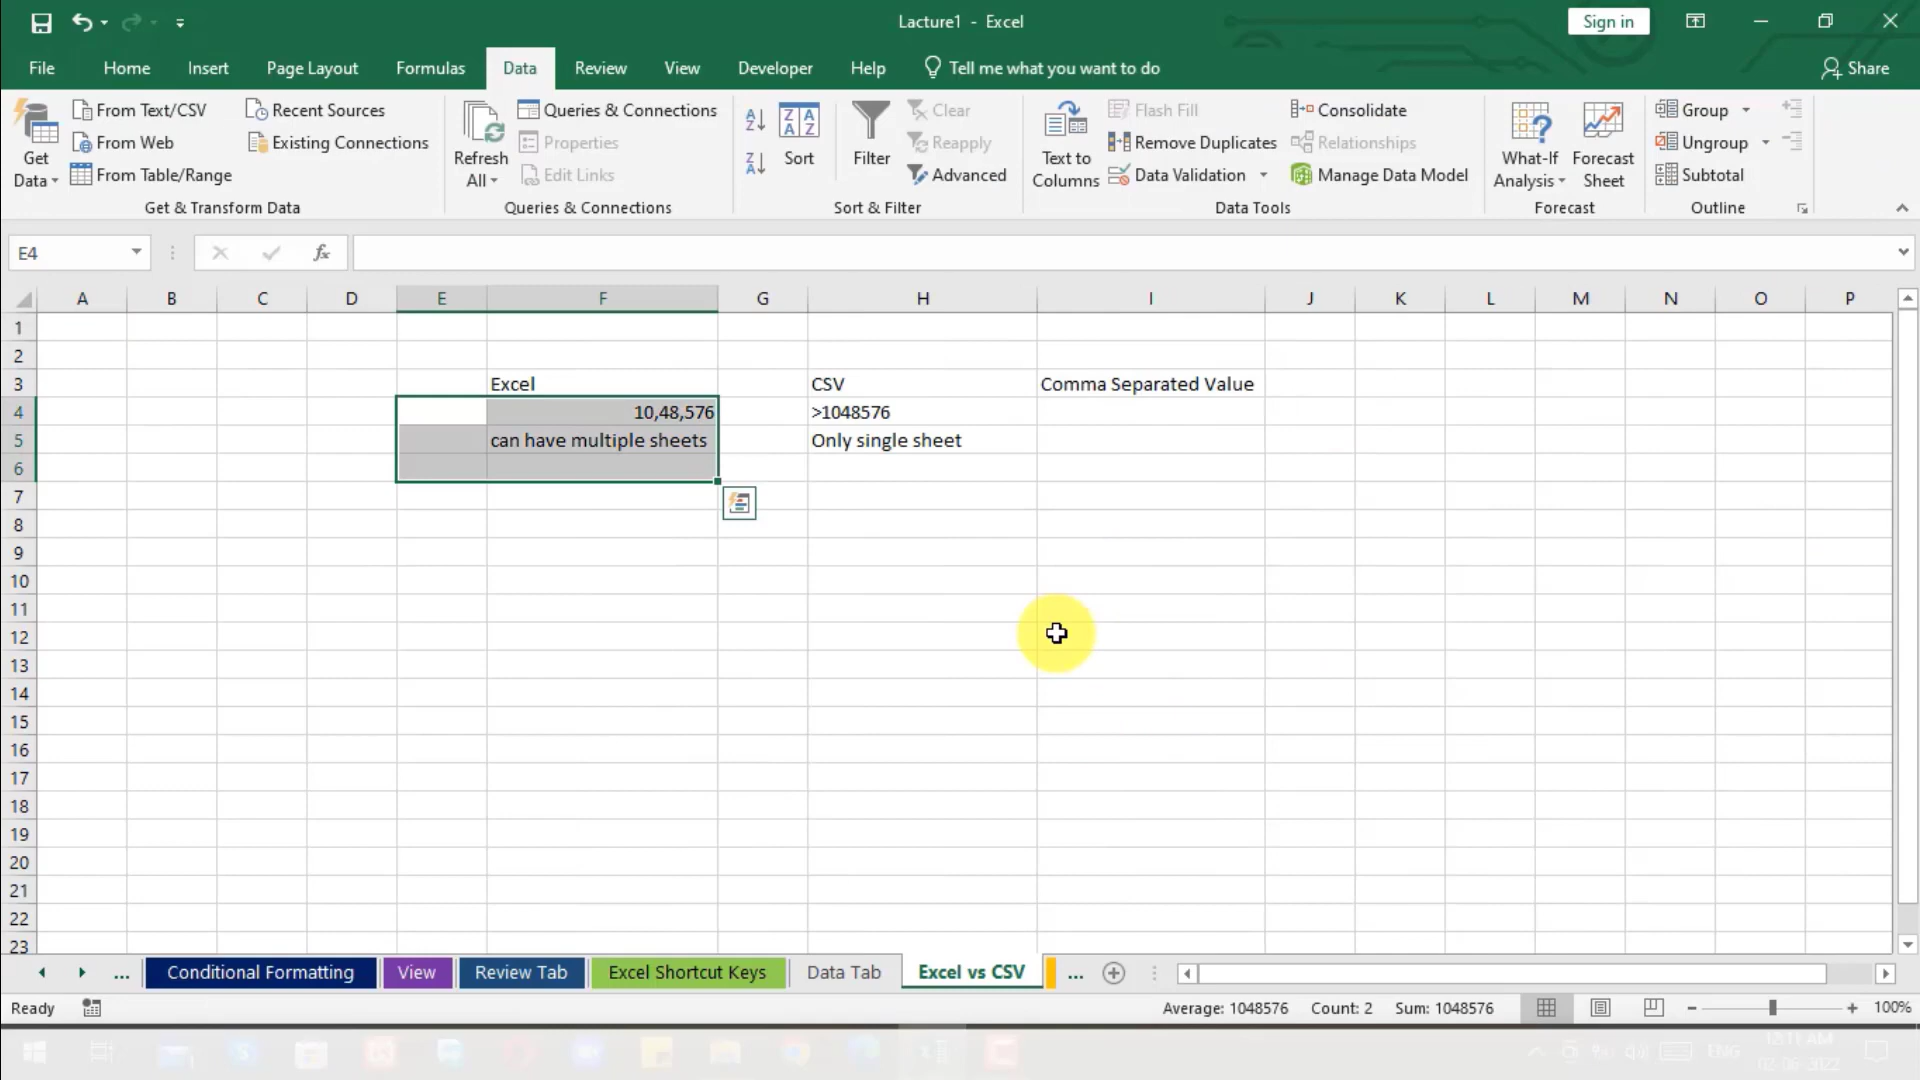 Lacture1 - Excel
Sign in
File Home Insert Page Layout Formulas Data Review View Developer Help Tell me what you want to do Share
Get Data
From Text/CSV
From Web
From Table/Range
Recent Sources
Existing Connections
Get & Transform Data
Refresh All
Queries & Connections
Properties
Edit Links
Queries & Connections
Sort
Filter
Clear
Reapply
Advanced
Sort & Filter
Text to Columns
Flash Fill
Remove Duplicates
Data Validation
Consolidate
Relationships
Manage Data Model
Data Tools
What-If Analysis
Forecast Sheet
Forecast
Group
Ungroup
Subtotal
Outline
E4
fx
A B C D E F G H I J K L M N O P
1
2
3 Excel CSV Comma Separated Value
4 10,48,576 >1048576
5 can have multiple sheets Only single sheet
6
7
8
9
10
11
12
13
14
15
16
17
18
19
20
21
22
23
... Conditional Formatting View Review Tab Excel Shortcut Keys Data Tab Excel vs CSV ...
Ready Average: 1048576 Count: 2 Sum: 1048576 100%
ENG
12:11 AM
02-06-2022